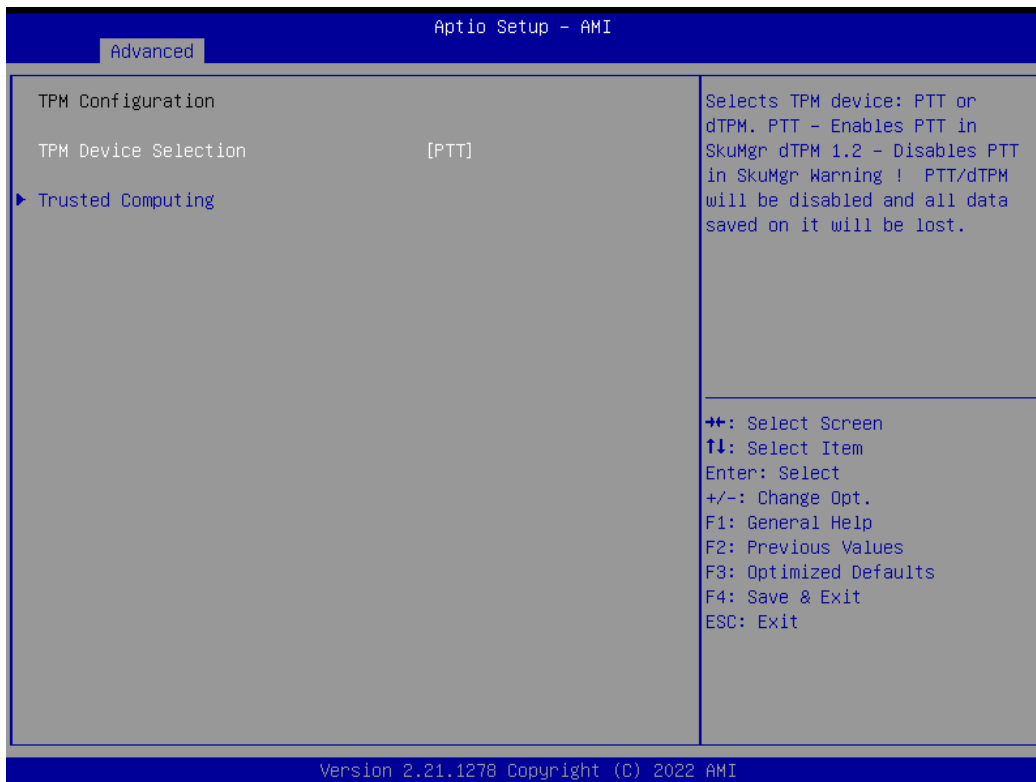 Aptio Setup – AMI
Advanced
TPM Configuration
TPM Device Selection [PTT]
Trusted Computing
Selects TPM device: PTT or
dTPM. PTT – Enables PTT in
SkuMgr dTPM 1.2 – Disables PTT
in SkuMgr Warning ! PTT/dTPM
will be disabled and all data
saved on it will be lost.
→←: Select Screen
↑↓: Select Item
Enter: Select
+/-: Change Opt.
F1: General Help
F2: Previous Values
F3: Optimized Defaults
F4: Save & Exit
ESC: Exit
Version 2.21.1278 Copyright (C) 2022 AMI